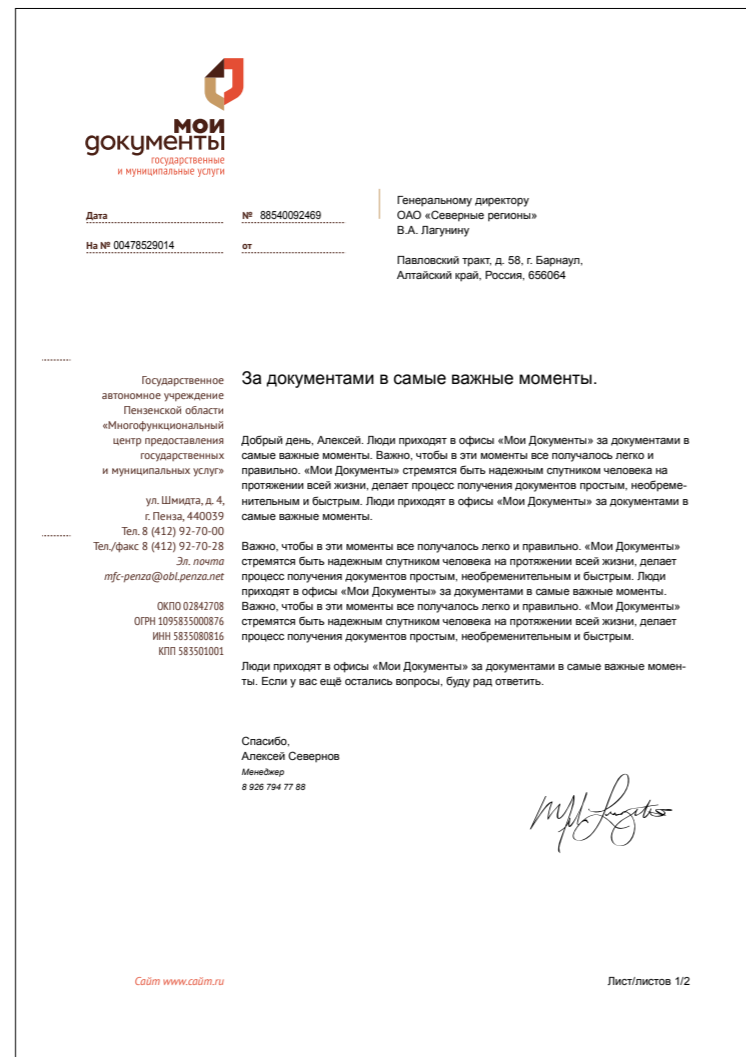 мои
документы
государственные
и муниципальные услуги
Дата
№ 88540092469
На № 00478529014
от
Генеральному директору
ОАО «Северные регионы»
В.А. Лагунину
Павловский тракт, д. 58, г. Барнаул,
Алтайский край, Россия, 656064
Государственное
автономное учреждение
Пензенской области
«Многофункциональный
центр предоставления
государственных
и муниципальных услуг»
ул. Шмидта, д. 4,
г. Пенза, 440039
Тел. 8 (412) 92-70-00
Тел./факс 8 (412) 92-70-28
Эл. почта
mfc-penza@obl.penza.net
ОКПО 02842708
ОГРН 1095835000876
ИНН 5835080816
КПП 583501001
За документами в самые важные моменты.
Добрый день, Алексей. Люди приходят в офисы «Мои Документы» за документами в
самые важные моменты. Важно, чтобы в эти моменты все получалось легко и
правильно. «Мои Документы» стремятся быть надежным спутником человека на
протяжении всей жизни, делает процесс получения документов простым, необреме-
нительным и быстрым. Люди приходят в офисы «Мои Документы» за документами в
самые важные моменты.
Важно, чтобы в эти моменты все получалось легко и правильно. «Мои Документы»
стремятся быть надежным спутником человека на протяжении всей жизни, делает
процесс получения документов простым, необременительным и быстрым. Люди
приходят в офисы «Мои Документы» за документами в самые важные моменты.
Важно, чтобы в эти моменты все получалось легко и правильно. «Мои Документы»
стремятся быть надежным спутником человека на протяжении всей жизни, делает
процесс получения документов простым, необременительным и быстрым.
Люди приходят в офисы «Мои Документы» за документами в самые важные момен-
ты. Если у вас ещё остались вопросы, буду рад ответить.
Спасибо,
Алексей Севернов
Менеджер
8 926 794 77 88
Сайт www.сайт.ru
Лист/листов 1/2